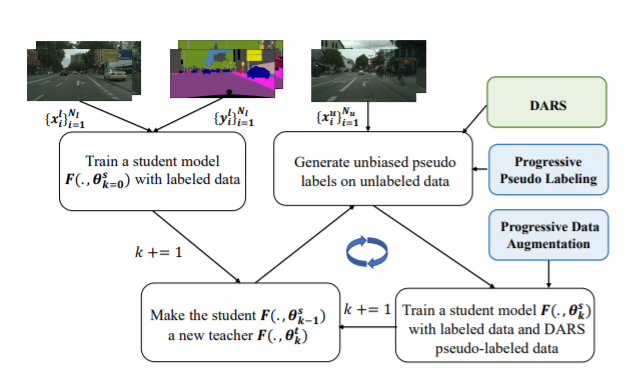 {x_i^l}_{i=1}^{N_l}
{y_i^l}_{i=1}^{N_l}
{x_i^u}_{i=1}^{N_u}
DARS
Train a student model
F(.,θ_{k=0}^s) with labeled data
Generate unbiased pseudo
labels on unlabeled data
Progressive
Pseudo Labeling
Progressive Data
Augmentation
k += 1
Make the student F(.,θ_{k−1}^s)
a new teacher F(.,θ_k^t)
k += 1
Train a student model F(.,θ_k^s)
with labeled data and DARS
pseudo-labeled data